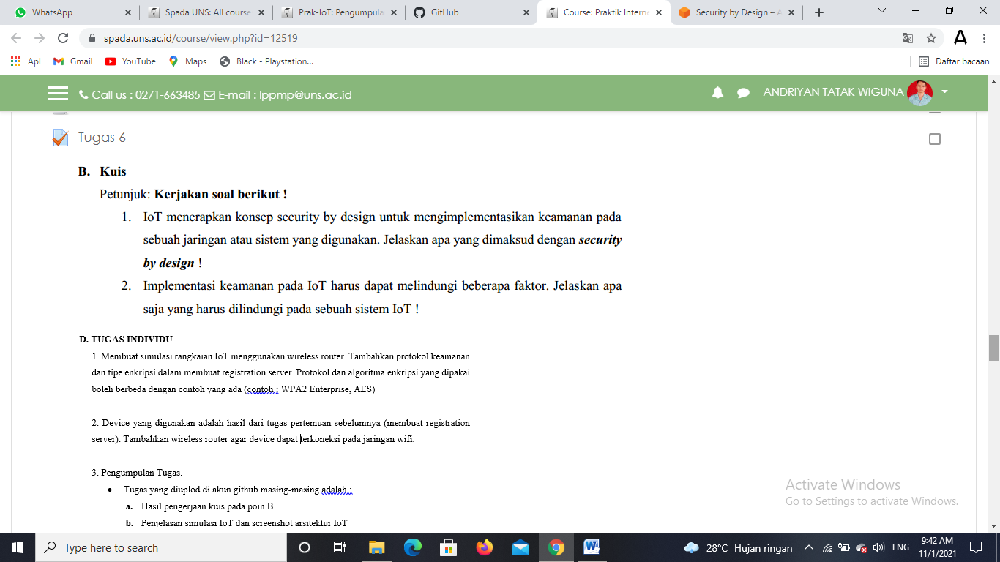 WhatsApp
Spada UNS: All course
Prak-IoT: Pengumpula
GitHub
Course: Praktik Interne
Security by Design –
spada.uns.ac.id/course/view.php?id=12519
Apl
Gmail
YouTube
Maps
Black - Playstation...
Daftar bacaan
Call us : 0271-663485 E-mail : lppmp@uns.ac.id
ANDRIYAN TATAK WIGUNA
Tugas 6
B. Kuis
Petunjuk: Kerjakan soal berikut !
1. IoT menerapkan konsep security by design untuk mengimplementasikan keamanan pada
sebuah jaringan atau sistem yang digunakan. Jelaskan apa yang dimaksud dengan security
by design !
2. Implementasi keamanan pada IoT harus dapat melindungi beberapa faktor. Jelaskan apa
saja yang harus dilindungi pada sebuah sistem IoT !
D. TUGAS INDIVIDU
1. Membuat simulasi rangkaian IoT menggunakan wireless router. Tambahkan protokol keamanan
dan tipe enkripsi dalam membuat registration server. Protokol dan algoritma enkripsi yang dipakai
boleh berbeda dengan contoh yang ada (contoh : WPA2 Enterprise, AES)
2. Device yang digunakan adalah hasil dari tugas pertemuan sebelumnya (membuat registration
server). Tambahkan wireless router agar device dapat terkoneksi pada jaringan wifi.
3. Pengumpulan Tugas.
• Tugas yang diuplod di akun github masing-masing adalah :
a. Hasil pengerjaan kuis pada poin B
b. Penjelasan simulasi IoT dan screenshot arsitektur IoT
Activate Windows
Go to Settings to activate Windows.
Type here to search
28°C Hujan ringan
ENG
9:42 AM
11/1/2021